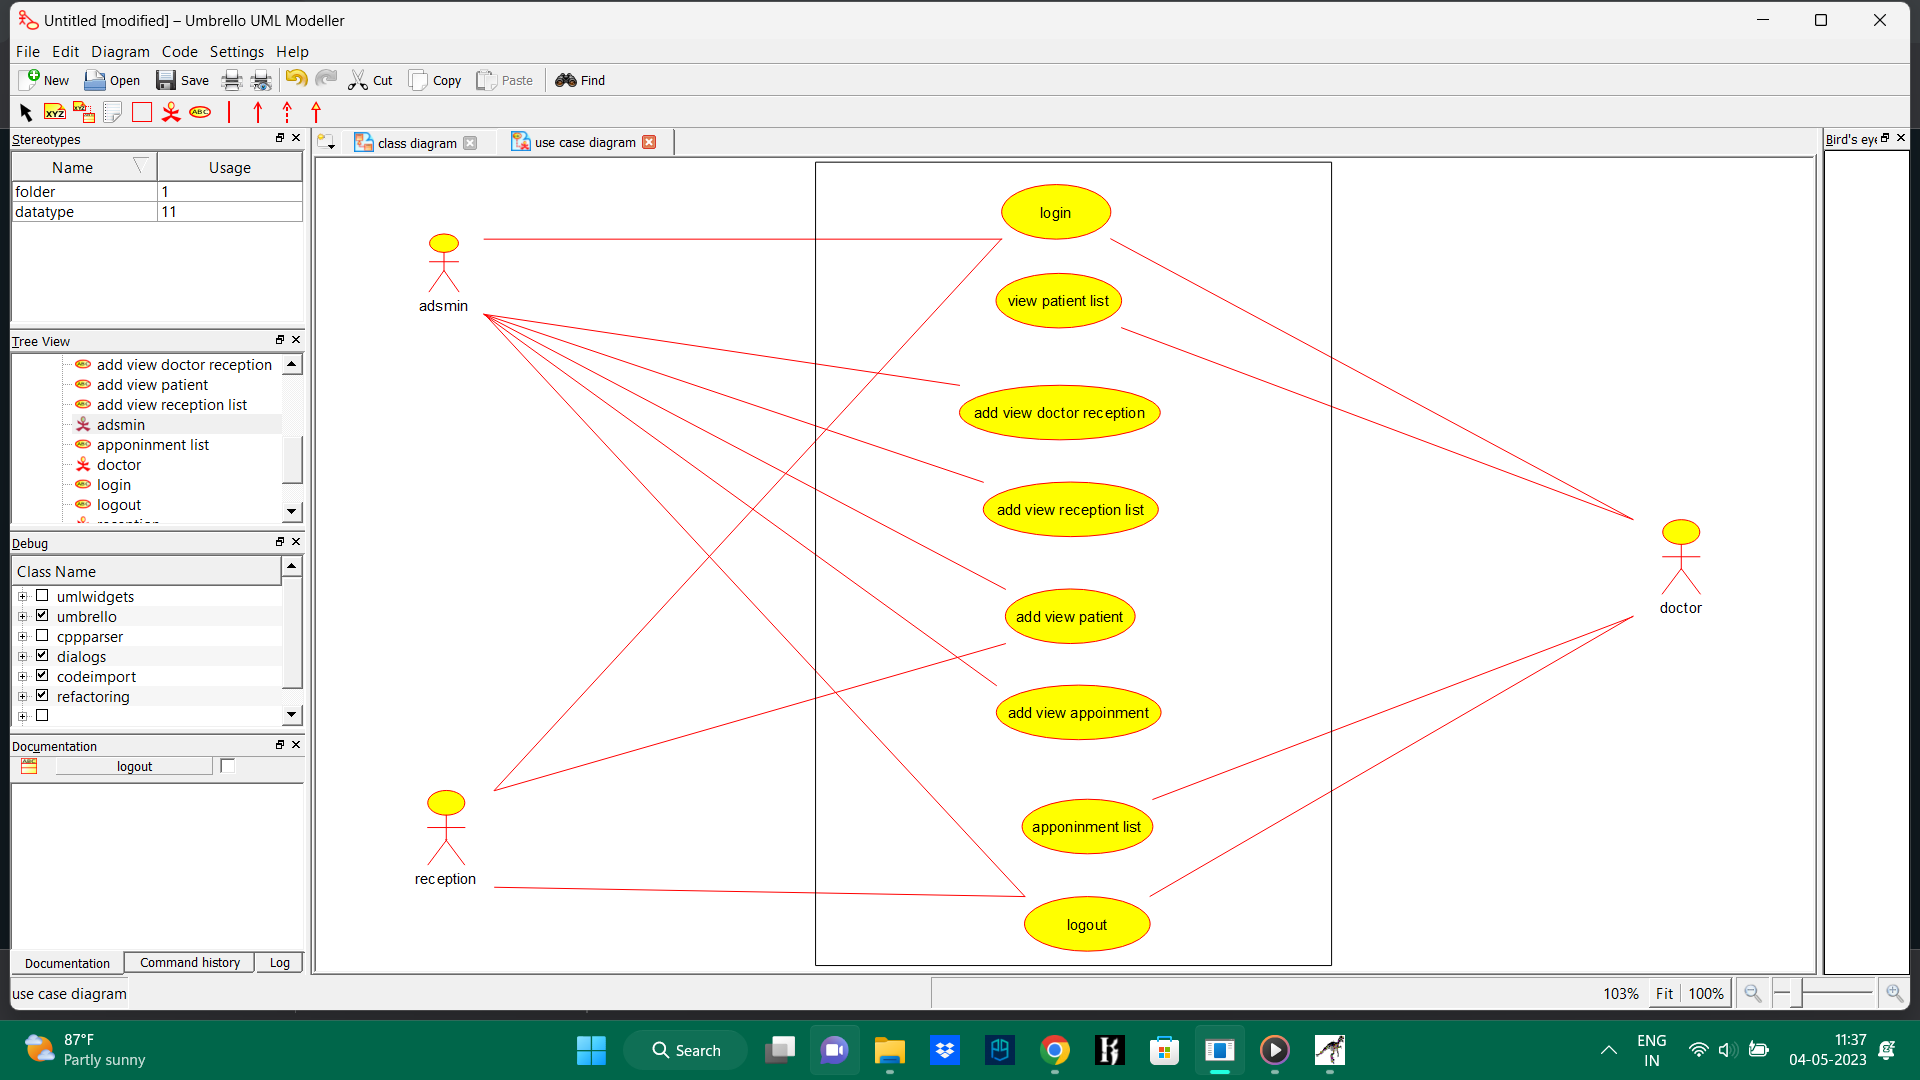 Untitled [modified] – Umbrello UML Modeller
File Edit Diagram Code Settings Help
New Open Save Cut Copy Paste Find
XYZ XYZ ABC
Stereotypes
Name Usage
folder 1
datatype 11
Tree View
add view doctor reception
add view patient
add view reception list
adsmin
apponinment list
doctor
login
logout
reception
Debug
Class Name
umlwidgets
umbrello
cppparser
dialogs
codeimport
refactoring
Documentation
logout
Documentation Command history Log
use case diagram
class diagram use case diagram
Bird's eye
login
view patient list
add view doctor reception
add view reception list
add view patient
add view appoinment
apponinment list
logout
adsmin
reception
doctor
103% Fit 100%
87°F
Partly sunny
Search
ENG
IN
11:37
04-05-2023